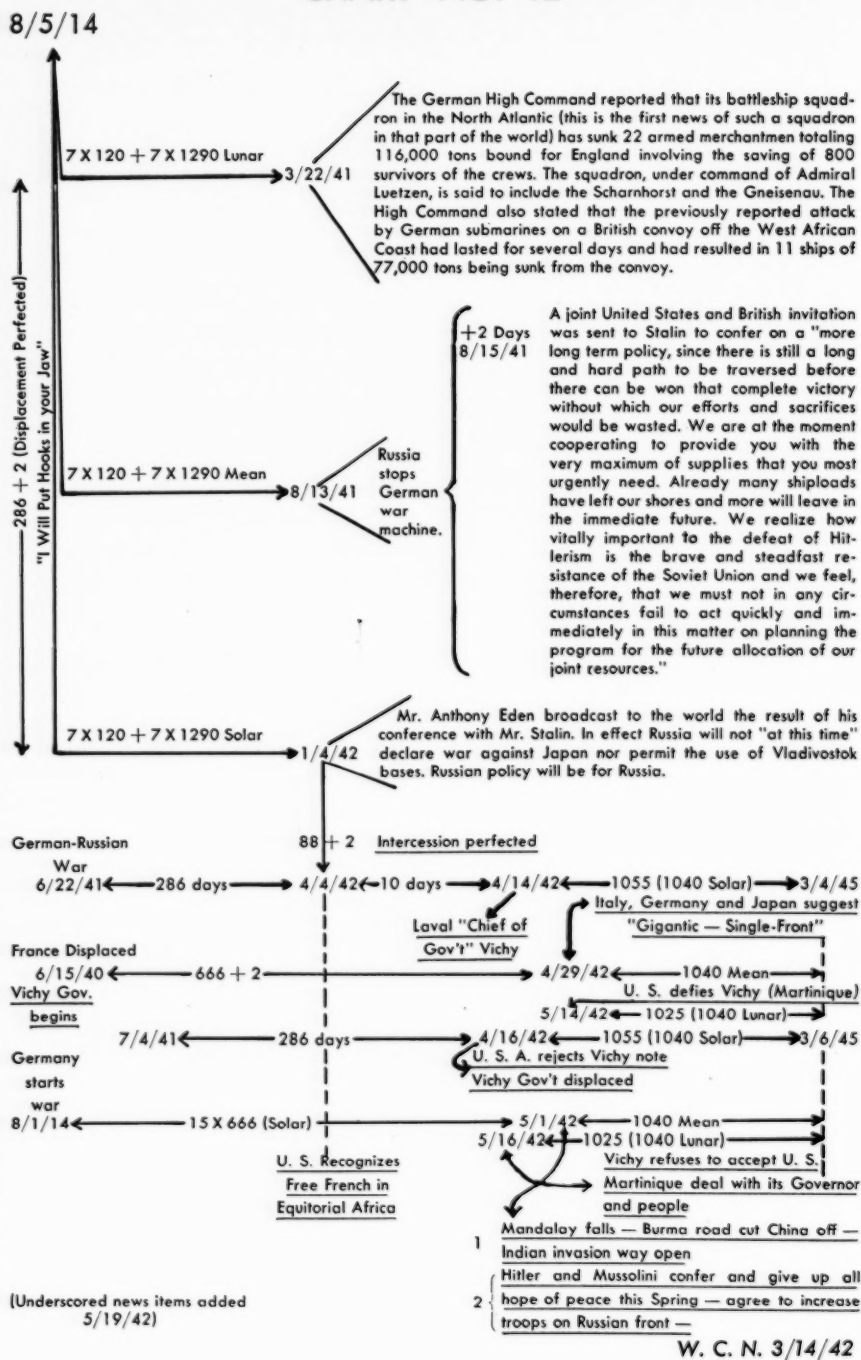 8/5/14
The German High Command reported that its battleship squad-
ron in the North Atlantic (this is the first news of such a squadron
in that part of the world) has sunk 22 armed merchantmen totaling
116,000 tons bound for England involving the saving of 800
survivors of the crews. The squadron, under command of Admiral
Luetzen, is said to include the Scharnhorst and the Gneisenau. The
High Command also stated that the previously reported attack
by German submarines on a British convoy off the West African
Coast had lasted for several days and had resulted in 11 ships of
77,000 tons being sunk from the convoy.
7 X 120 + 7 X 1290 Lunar
3/22/41
286 + 2 (Displacement Perfected)
"I Will Put Hooks in your Jaw"
7 X 120 + 7 X 1290 Mean
8/13/41
Russia
stops
German
war
machine.
+2 Days
8/15/41
A joint United States and British invitation
was sent to Stalin to confer on a "more
long term policy, since there is still a long
and hard path to be traversed before
there can be won that complete victory
without which our efforts and sacrifices
would be wasted. We are at the moment
cooperating to provide you with the
very maximum of supplies that you most
urgently need. Already many shiploads
have left our shores and more will leave in
the immediate future. We realize how
vitally important to the defeat of Hit-
lerism is the brave and steadfast re-
sistance of the Soviet Union and we feel,
therefore, that we must not in any cir-
cumstances fail to act quickly and im-
mediately in this matter on planning the
program for the future allocation of our
joint resources."
7 X 120 + 7 X 1290 Solar
1/4/42
Mr. Anthony Eden broadcast to the world the result of his
conference with Mr. Stalin. In effect Russia will not "at this time"
declare war against Japan nor permit the use of Vladivostok
bases. Russian policy will be for Russia.
88 + 2 Intercession perfected
German-Russian
War
6/22/41 286 days 4/4/42 10 days 4/14/42 1055 (1040 Solar) 3/4/45
Laval "Chief of
Gov't" Vichy
Italy, Germany and Japan suggest
"Gigantic — Single-Front"
France Displaced
6/15/40 666 + 2 4/29/42 1040 Mean
Vichy Gov.
begins
U. S. defies Vichy (Martinique)
5/14/42 1025 (1040 Lunar)
7/4/41 286 days 4/16/42 1055 (1040 Solar) 3/6/45
U. S. A. rejects Vichy note
Vichy Gov't displaced
Germany
starts
war
8/1/14 15 X 666 (Solar) 5/1/42 1040 Mean
5/16/42 1025 (1040 Lunar)
U. S. Recognizes
Free French in
Equitorial Africa
Vichy refuses to accept U. S.
Martinique deal with its Governor
and people
1 Mandalay falls — Burma road cut China off —
Indian invasion way open
2 Hitler and Mussolini confer and give up all
hope of peace this Spring — agree to increase
troops on Russian front —
(Underscored news items added
5/19/42)
W. C. N. 3/14/42